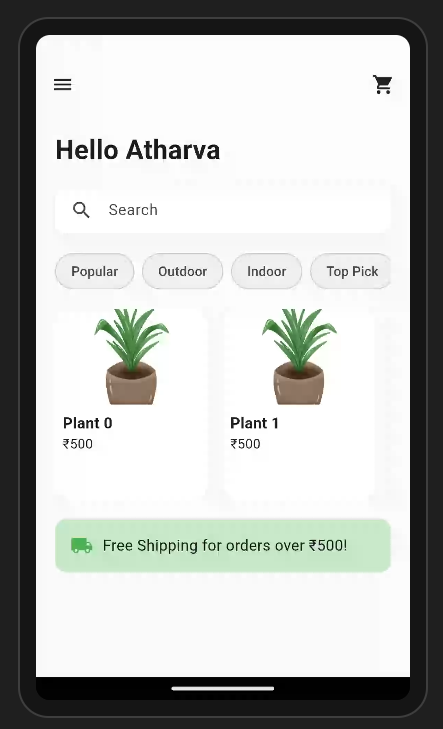 Hello Atharva
Search
Popular Outdoor Indoor Top Pick
Plant 0 Plant 1
₹500 ₹500
Free Shipping for orders over ₹500!